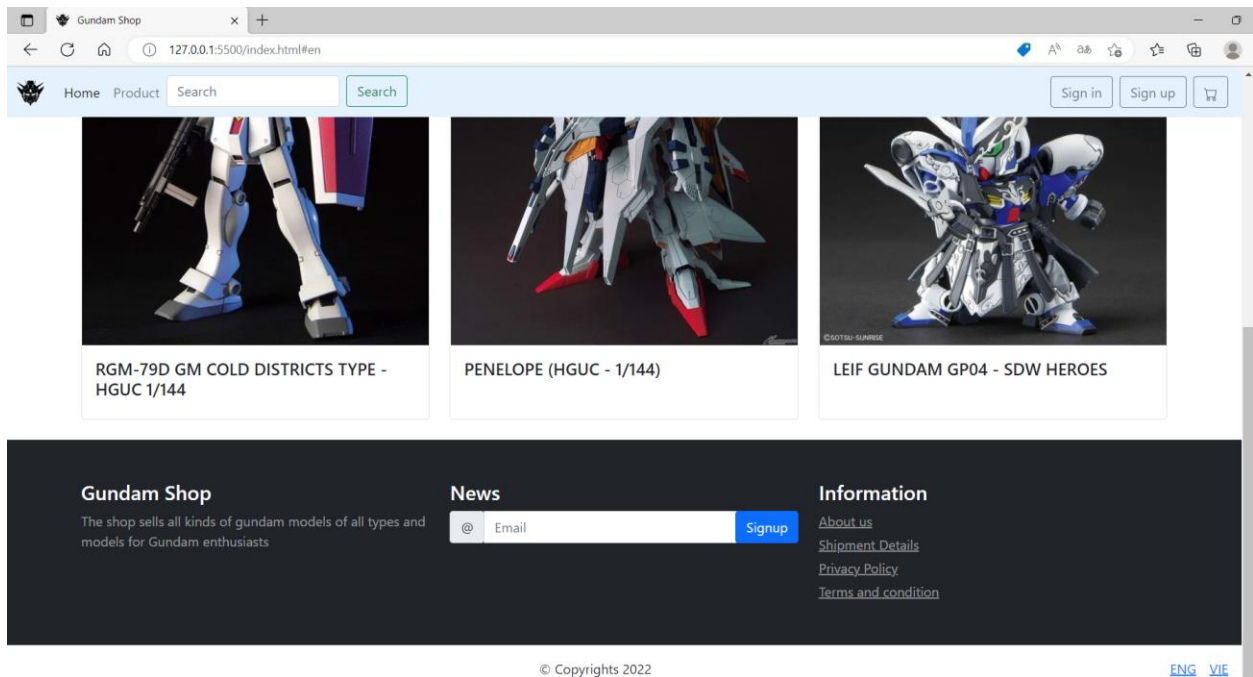 Gundam Shop
127.0.0.1:5500/index.html#en
Home Product Search Search Sign in Sign up
©SOTSU·SUNRISE
RGM-79D GM COLD DISTRICTS TYPE -
HGUC 1/144
PENELOPE (HGUC - 1/144)
LEIF GUNDAM GP04 - SDW HEROES
Gundam Shop
The shop sells all kinds of gundam models of all types and
models for Gundam enthusiasts
News
@ Email Signup
Information
About us
Shipment Details
Privacy Policy
Terms and condition
© Copyrights 2022
ENG VIE